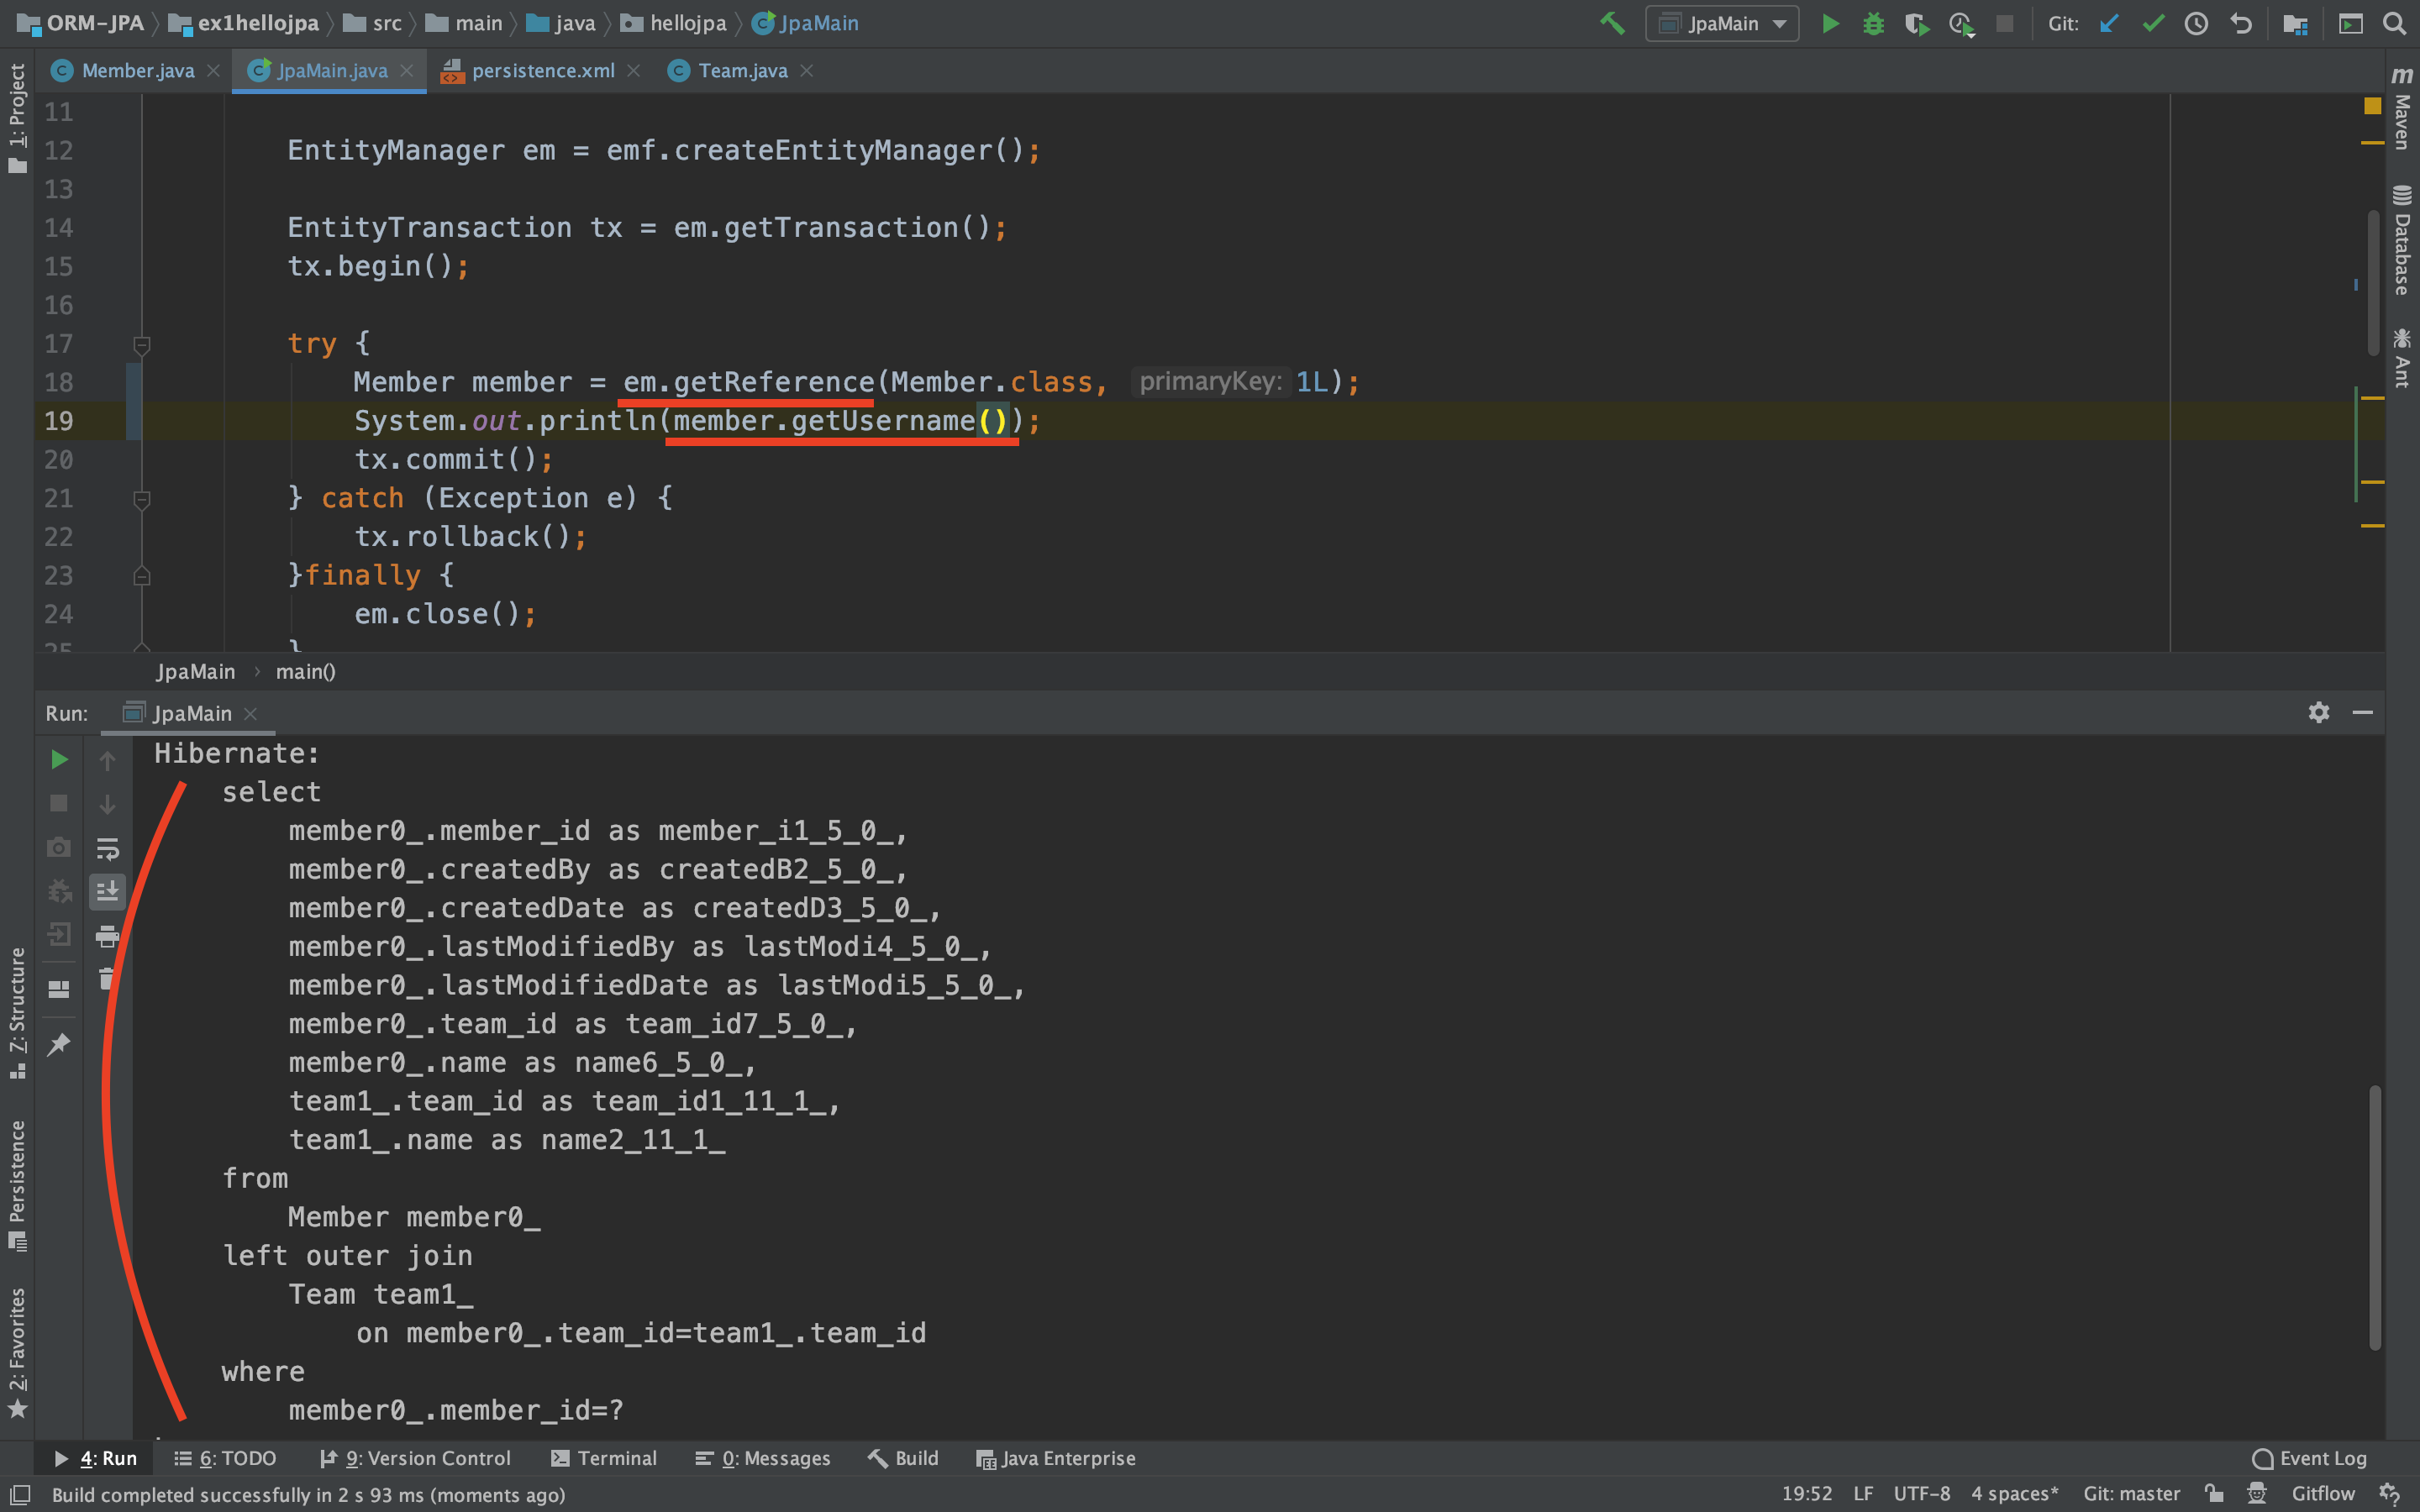 ORM-JPA ex1hellojpa src main java hellojpa JpaMain JpaMain Git:
Member.java JpaMain.java persistence.xml Team.java
11
12 EntityManager em = emf.createEntityManager();
13
14 EntityTransaction tx = em.getTransaction();
15 tx.begin();
16
17 try {
18 Member member = em.getReference(Member.class, primaryKey: 1L);
19 System.out.println(member.getUsername());
20 tx.commit();
21 } catch (Exception e) {
22 tx.rollback();
23 }finally {
24 em.close();
25 }
JpaMain › main()
Run: JpaMain
Hibernate:
select
member0_.member_id as member_i1_5_0_,
member0_.createdBy as createdB2_5_0_,
member0_.createdDate as createdD3_5_0_,
member0_.lastModifiedBy as lastModi4_5_0_,
member0_.lastModifiedDate as lastModi5_5_0_,
member0_.team_id as team_id7_5_0_,
member0_.name as name6_5_0_,
team1_.team_id as team_id1_11_1_,
team1_.name as name2_11_1_
from
Member member0_
left outer join
Team team1_
on member0_.team_id=team1_.team_id
where
member0_.member_id=?
1: Project
7: Structure
Persistence
2: Favorites
m Maven
Database
Ant
4: Run 6: TODO 9: Version Control Terminal 0: Messages Build Java Enterprise Event Log
Build completed successfully in 2 s 93 ms (moments ago) 19:52 LF UTF-8 4 spaces* Git: master Gitflow